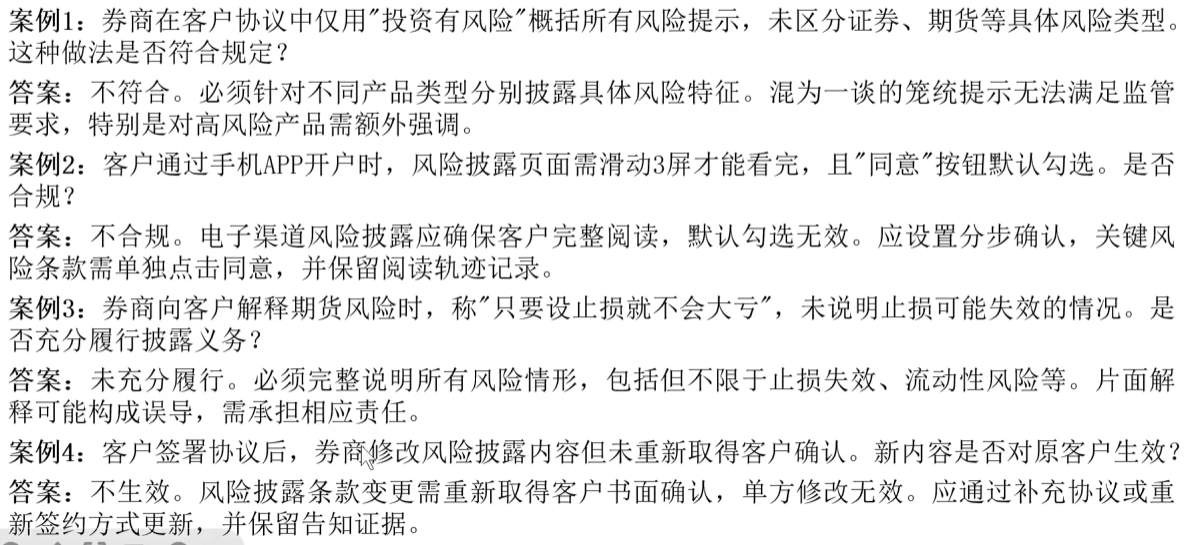 案例1：券商在客户协议中仅用"投资有风险"概括所有风险提示，未区分证券、期货等具体风险类型。
这种做法是否符合规定？
答案：不符合。必须针对不同产品类型分别披露具体风险特征。混为一谈的笼统提示无法满足监管
要求，特别是对高风险产品需额外强调。
案例2：客户通过手机APP开户时，风险披露页面需滑动3屏才能看完，且"同意"按钮默认勾选。是否
合规？
答案：不合规。电子渠道风险披露应确保客户完整阅读，默认勾选无效。应设置分步确认，关键风
险条款需单独点击同意，并保留阅读轨迹记录。
案例3：券商向客户解释期货风险时，称"只要设止损就不会大亏"，未说明止损可能失效的情况。是
否充分履行披露义务？
答案：未充分履行。必须完整说明所有风险情形，包括但不限于止损失效、流动性风险等。片面解
释可能构成误导，需承担相应责任。
案例4：客户签署协议后，券商修改风险披露内容但未重新取得客户确认。新内容是否对原客户生效？
答案：不生效。风险披露条款变更需重新取得客户书面确认，单方修改无效。应通过补充协议或重
新签约方式更新，并保留告知证据。